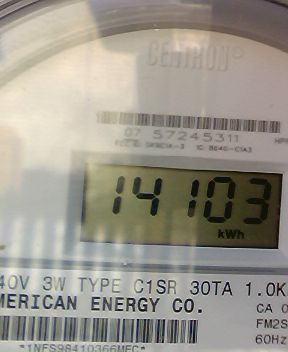 CENTRON®
07 57245311
14103
kWh
40V 3W TYPE C1SR 30TA 1.0K
MERICAN ENERGY CO.
CA 0
FM2S
60Hz
*1NFS98410366MEC*